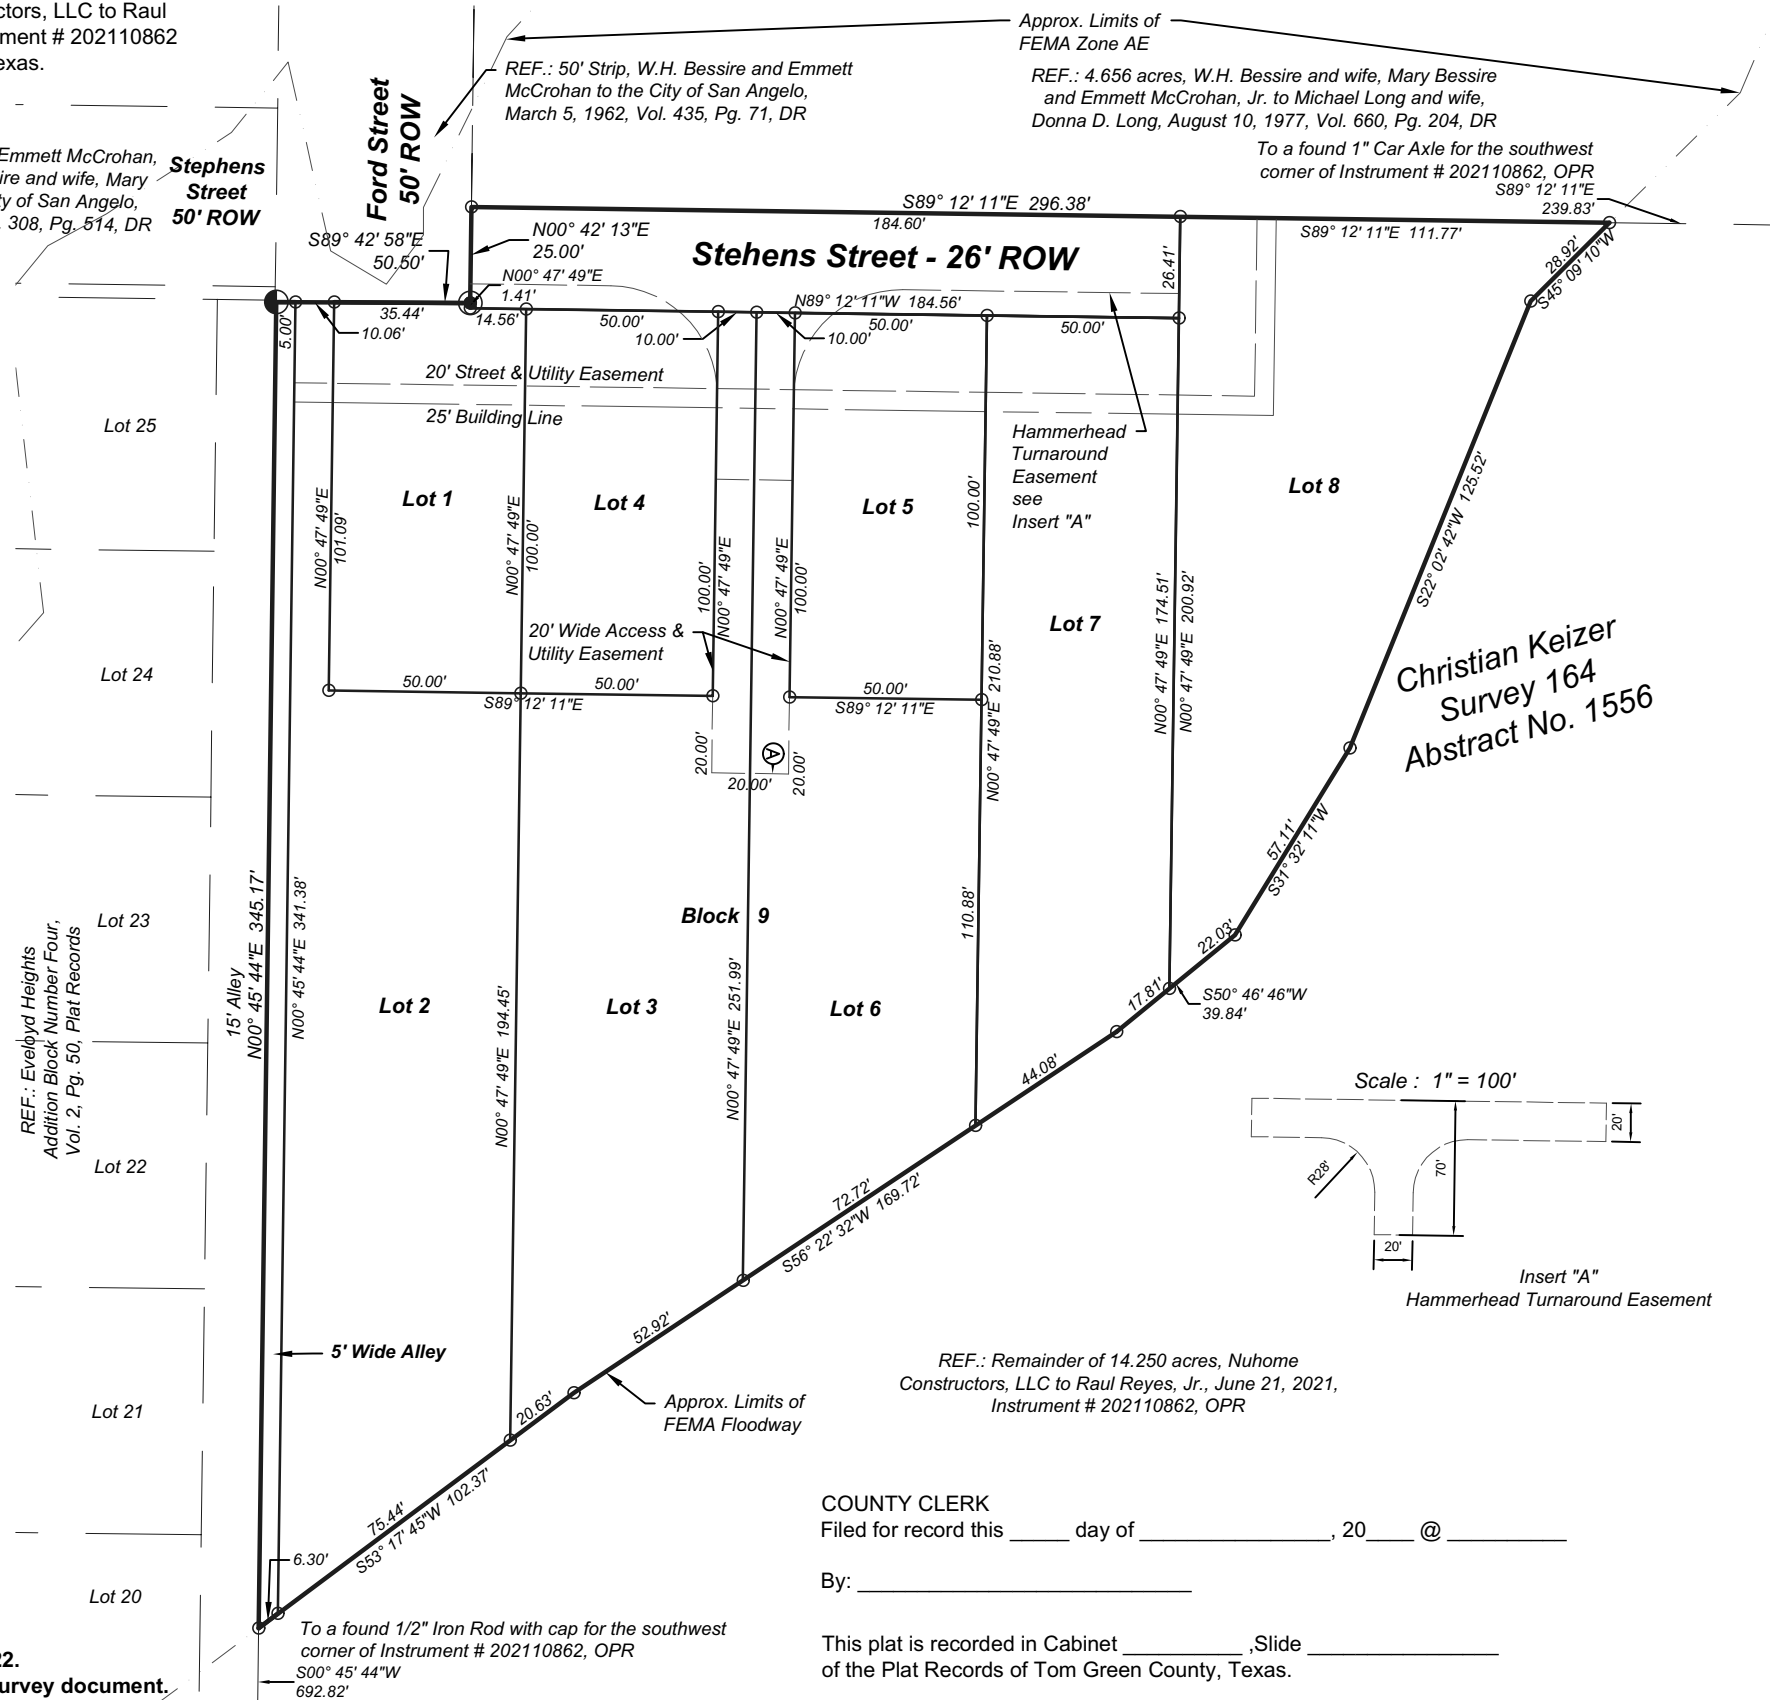 ctors, LLC to Raul
ment # 202110862
exas.
Approx. Limits of
FEMA Zone AE
REF.: 50' Strip, W.H. Bessire and Emmett
McCrohan to the City of San Angelo,
March 5, 1962, Vol. 435, Pg. 71, DR
REF.: 4.656 acres, W.H. Bessire and wife, Mary Bessire
and Emmett McCrohan, Jr. to Michael Long and wife,
Donna D. Long, August 10, 1977, Vol. 660, Pg. 204, DR
To a found 1" Car Axle for the southwest
corner of Instrument # 202110862, OPR
S89° 12' 11"E
239.83'
Emmett McCrohan,
ire and wife, Mary
ty of San Angelo,
. 308, Pg. 514, DR
Stephens
Street
50' ROW
Ford Street
50' ROW
S89° 42' 58"E
50.50'
N00° 42' 13"E
25.00'
S89° 12' 11"E 296.38'
184.60'
S89° 12' 11"E 111.77'
28.92'
S45° 09' 10"W
Stehens Street - 26' ROW
26.41'
N00° 47' 49"E
1.41'
N89° 12' 11"W 184.56'
5.00'
10.06'
35.44'
14.56'
50.00'
10.00'
10.00'
50.00'
50.00'
20' Street & Utility Easement
25' Building Line
Hammerhead
Turnaround
Easement
see
Insert "A"
Lot 25
Lot 1
Lot 4
Lot 5
Lot 8
N00° 47' 49"E
101.09'
N00° 47' 49"E
100.00'
100.00'
N00° 47' 49"E
N00° 47' 49"E
100.00'
100.00'
S22° 02' 42"W 125.52'
20' Wide Access &
Utility Easement
Lot 7
N00° 47' 49"E 174.51'
N00° 47' 49"E 200.92'
Lot 24
50.00'
50.00'
S89° 12' 11"E
50.00'
S89° 12' 11"E
N00° 47' 49"E 210.88'
Christian Keizer
Survey 164
Abstract No. 1556
20.00'
20.00'
20.00'
A
57.11'
S31° 32' 11"W
Lot 23
15' Alley
N00° 45' 44"E 345.17'
N00° 45' 44"E 341.38'
Block 9
110.88'
22.03'
17.81'
S50° 46' 46"W
39.84'
REF.: Eveloyd Heights
Addition Block Number Four,
Vol. 2, Pg. 50, Plat Records
Lot 2
N00° 47' 49"E 194.45'
Lot 3
N00° 47' 49"E 251.99'
Lot 6
44.08'
Scale : 1" = 100'
20'
R28'
70'
20'
Insert "A"
Hammerhead Turnaround Easement
Lot 22
72.72'
S56° 22' 32"W 169.72'
52.92'
5' Wide Alley
Approx. Limits of
FEMA Floodway
REF.: Remainder of 14.250 acres, Nuhome
Constructors, LLC to Raul Reyes, Jr., June 21, 2021,
Instrument # 202110862, OPR
Lot 21
20.63'
75.44'
S53° 17' 45"W 102.37'
6.30'
Lot 20
COUNTY CLERK
Filed for record this _____ day of ________________, 20____ @ __________
By: ____________________________
To a found 1/2" Iron Rod with cap for the southwest
corner of Instrument # 202110862, OPR
S00° 45' 44"W
692.82'
This plat is recorded in Cabinet __________ ,Slide ________________
of the Plat Records of Tom Green County, Texas.
22.
urvey document.